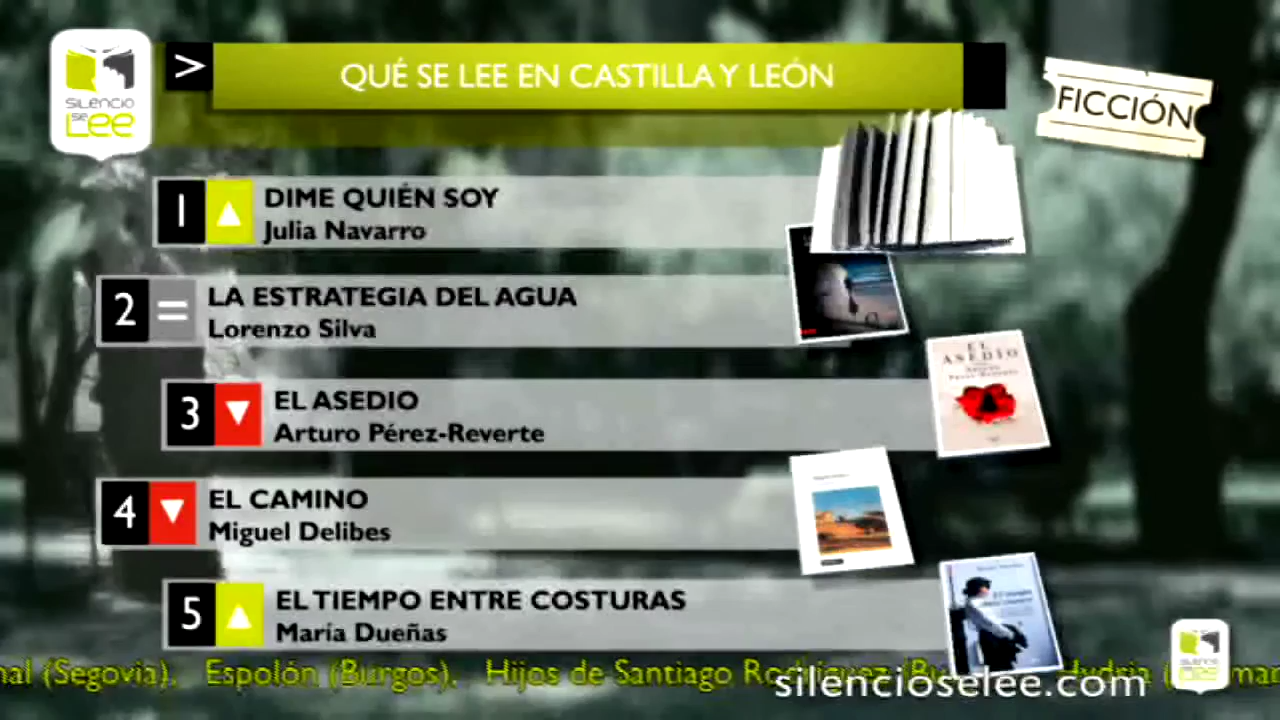 SILENCIO
SE
LEE
>
QUÉ SE LEE EN CASTILLA Y LEÓN
FICCIÓN
1
DIME QUIÉN SOY
Julia Navarro
2 =
LA ESTRATEGIA DEL AGUA
Lorenzo Silva
3
EL ASEDIO
Arturo Pérez-Reverte
EL
ASEDIO
4
EL CAMINO
Miguel Delibes
5
EL TIEMPO ENTRE COSTURAS
María Dueñas
(Segovia), Espolón (Burgos), Hijos de Santiago
silencioselee.com